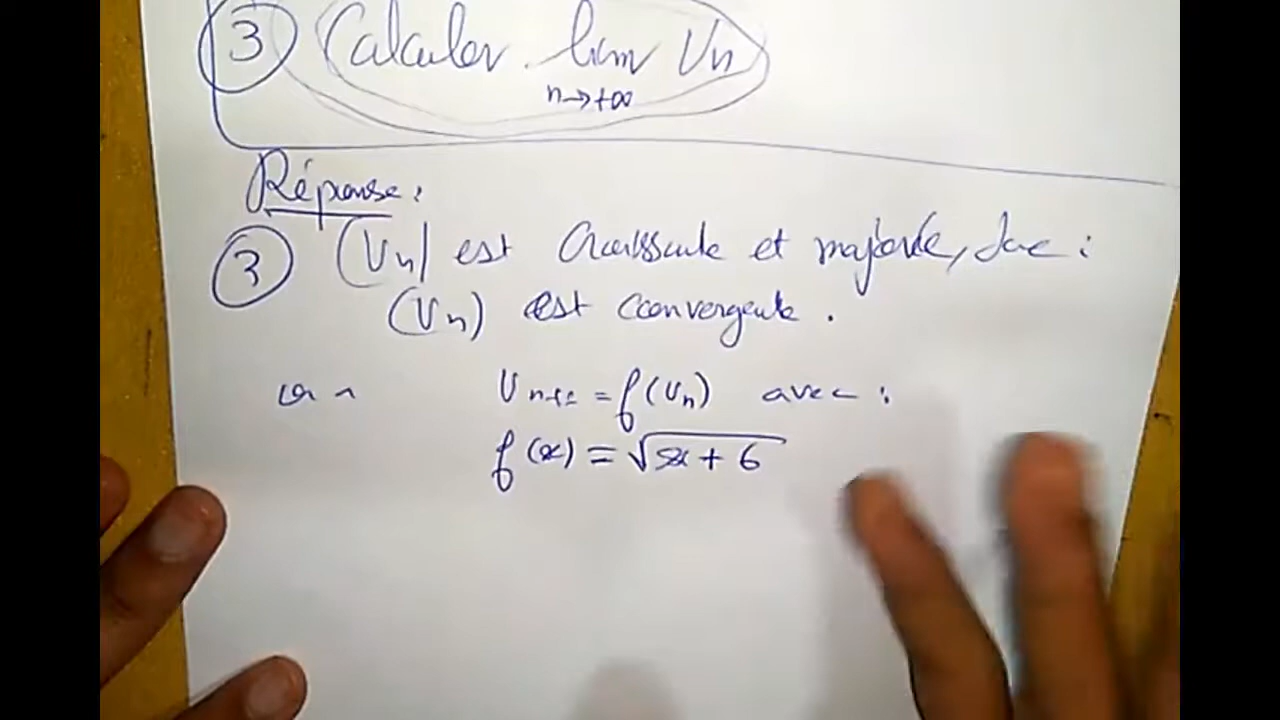 3 Calculer lim Un
n→+∞
Réponse :
3 (Un) est croissante et majorée, donc :
(Un) est convergente .
on a Un+1 = f(Un) avec :
f(x) = √x + 6